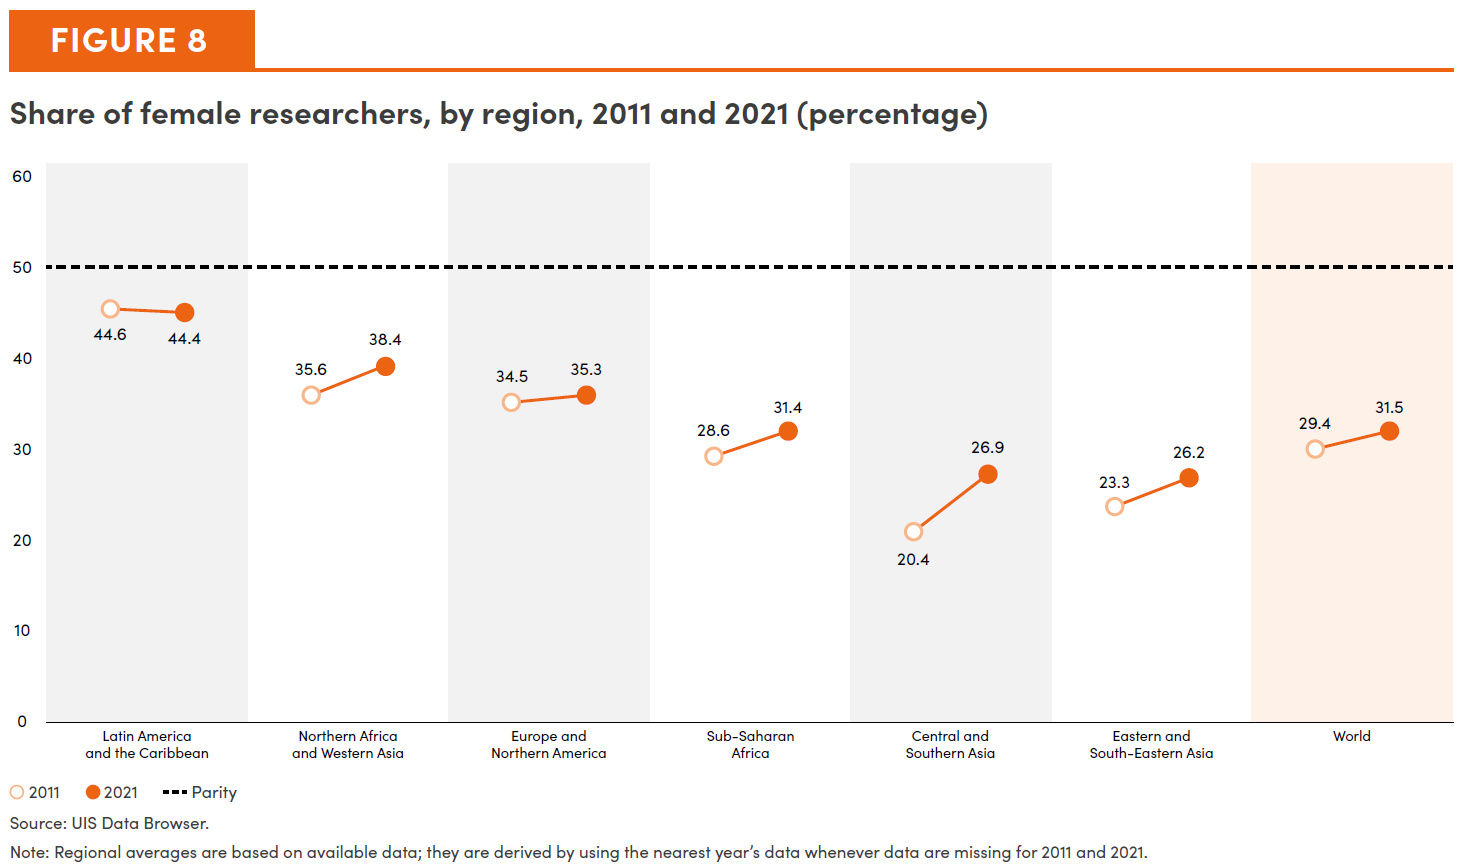 FIGURE 8
Share of female researchers, by region, 2011 and 2021 (percentage)
60
50
40
30
20
10
0
44.6
44.4
35.6
38.4
34.5
35.3
28.6
31.4
20.4
26.9
23.3
26.2
29.4
31.5
Latin America
and the Caribbean
Northern Africa
and Western Asia
Europe and
Northern America
Sub-Saharan
Africa
Central and
Southern Asia
Eastern and
South-Eastern Asia
World
2011 2021 Parity
Source: UIS Data Browser.
Note: Regional averages are based on available data; they are derived by using the nearest year’s data whenever data are missing for 2011 and 2021.